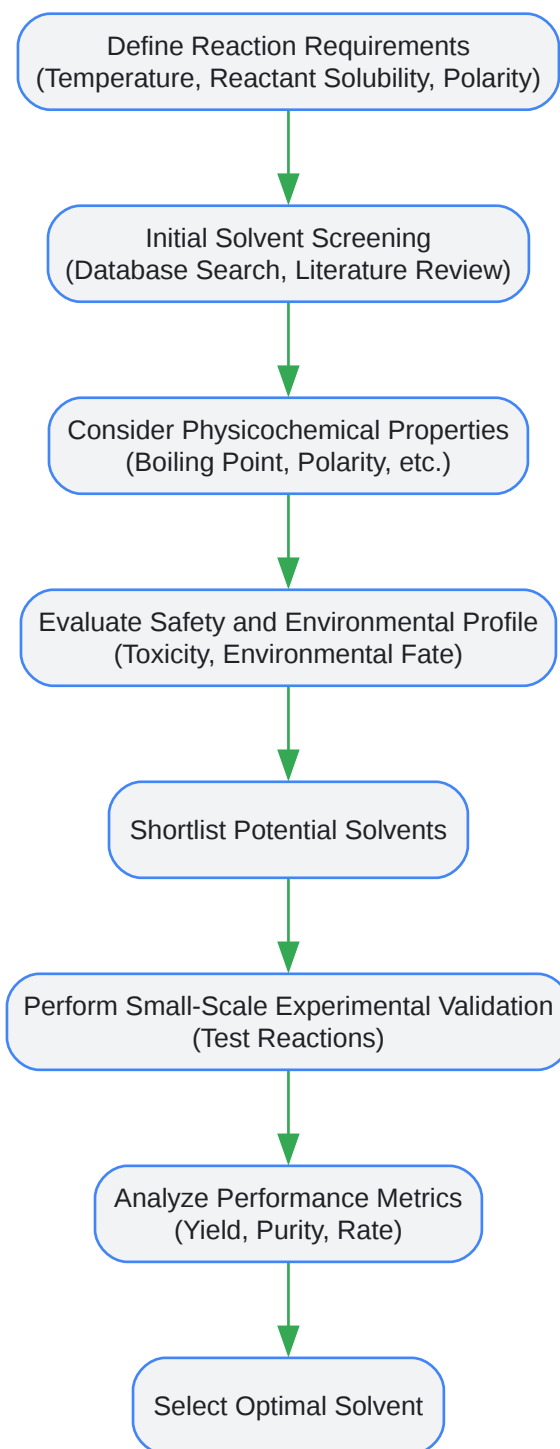 Define Reaction Requirements
(Temperature, Reactant Solubility, Polarity)
Initial Solvent Screening
(Database Search, Literature Review)
Consider Physicochemical Properties
(Boiling Point, Polarity, etc.)
Evaluate Safety and Environmental Profile
(Toxicity, Environmental Fate)
Shortlist Potential Solvents
Perform Small-Scale Experimental Validation
(Test Reactions)
Analyze Performance Metrics
(Yield, Purity, Rate)
Select Optimal Solvent